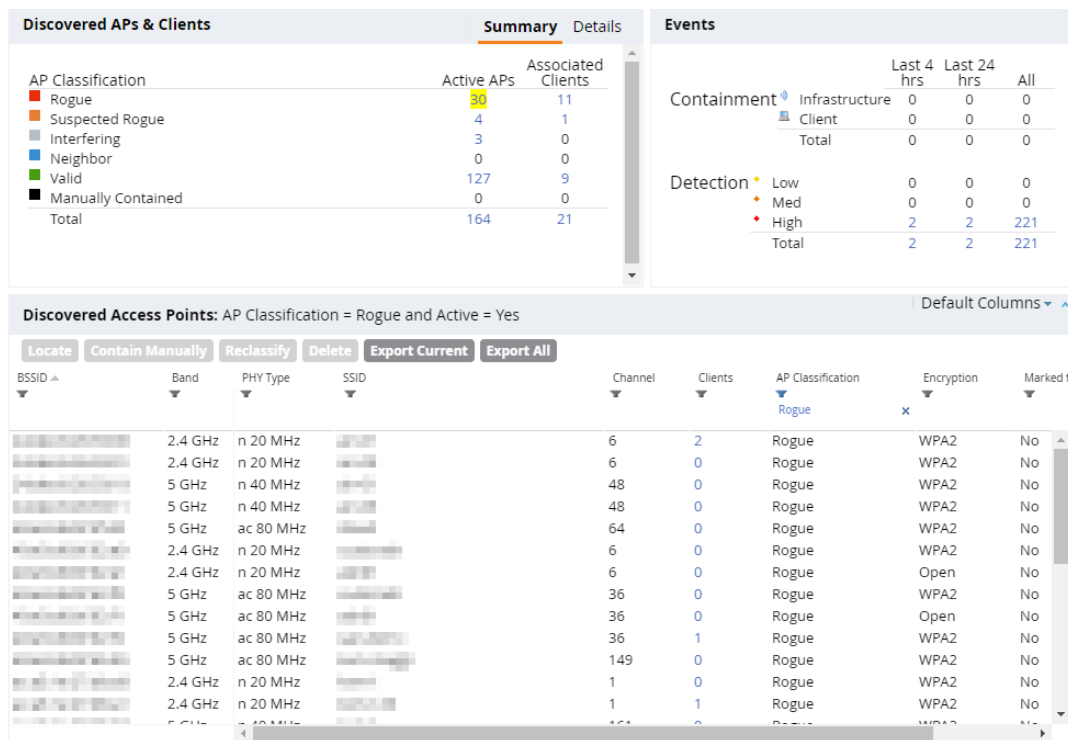 Discovered APs & Clients Summary Details
AP Classification Active APs Associated Clients
Rogue 30 11
Suspected Rogue 4 1
Interfering 3 0
Neighbor 0 0
Valid 127 9
Manually Contained 0 0
Total 164 21
Events
Last 4 hrs Last 24 hrs All
Containment Infrastructure 0 0 0
Client 0 0 0
Total 0 0 0
Detection Low 0 0 0
Med 0 0 0
High 2 2 221
Total 2 2 221
Discovered Access Points: AP Classification = Rogue and Active = Yes Default Columns
Locate Contain Manually Reclassify Delete Export Current Export All
BSSID Band PHY Type SSID Channel Clients AP Classification Encryption Marked
Rogue ×
2.4 GHz n 20 MHz 6 2 Rogue WPA2 No
2.4 GHz n 20 MHz 6 0 Rogue WPA2 No
5 GHz n 40 MHz 48 0 Rogue WPA2 No
5 GHz n 40 MHz 48 0 Rogue WPA2 No
5 GHz ac 80 MHz 64 0 Rogue WPA2 No
2.4 GHz n 20 MHz 6 0 Rogue WPA2 No
2.4 GHz n 20 MHz 6 0 Rogue Open No
5 GHz ac 80 MHz 36 0 Rogue WPA2 No
5 GHz ac 80 MHz 36 0 Rogue Open No
5 GHz ac 80 MHz 36 1 Rogue WPA2 No
5 GHz ac 80 MHz 149 0 Rogue WPA2 No
2.4 GHz n 20 MHz 1 0 Rogue WPA2 No
2.4 GHz n 20 MHz 1 1 Rogue WPA2 No